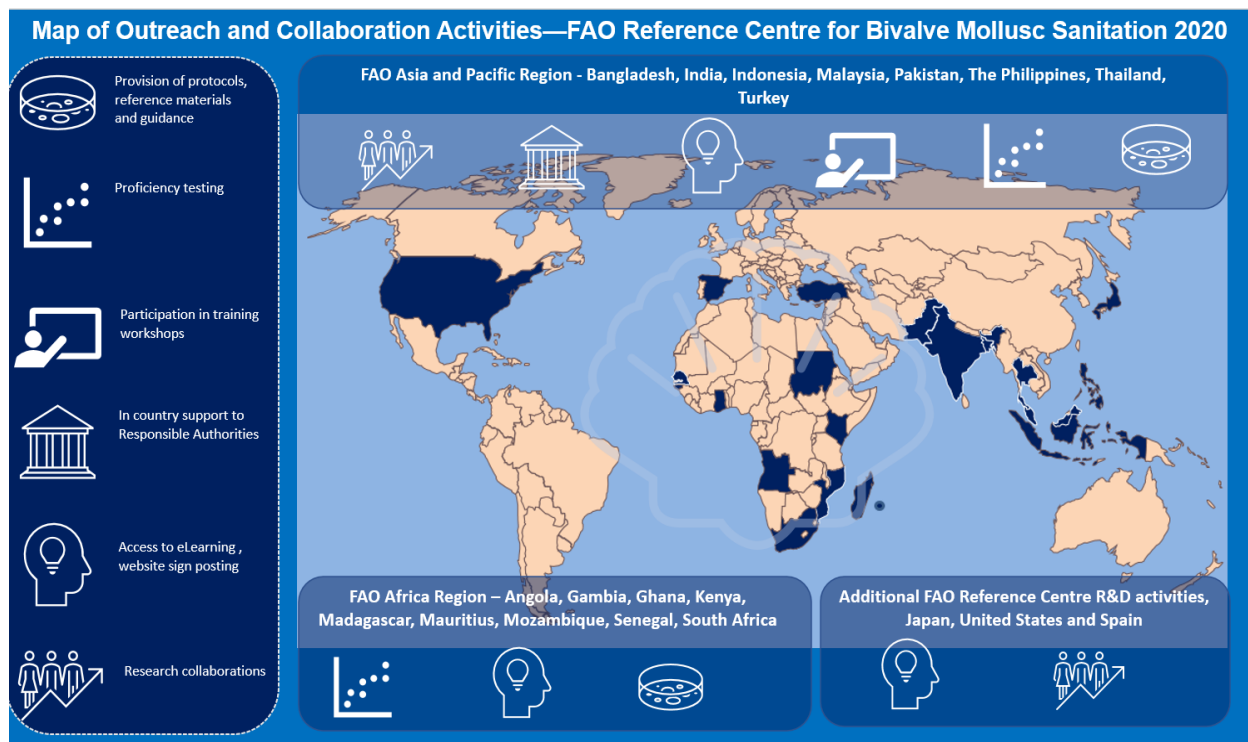 Map of Outreach and Collaboration Activities—FAO Reference Centre for Bivalve Mollusc Sanitation 2020
Provision of protocols,
reference materials
and guidance
Proficiency testing
Participation in training
workshops
In country support to
Responsible Authorities
Access to eLearning ,
website sign posting
Research collaborations
FAO Asia and Pacific Region - Bangladesh, India, Indonesia, Malaysia, Pakistan, The Philippines, Thailand,
Turkey
FAO Africa Region – Angola, Gambia, Ghana, Kenya,
Madagascar, Mauritius, Mozambique, Senegal, South Africa
Additional FAO Reference Centre R&D activities,
Japan, United States and Spain